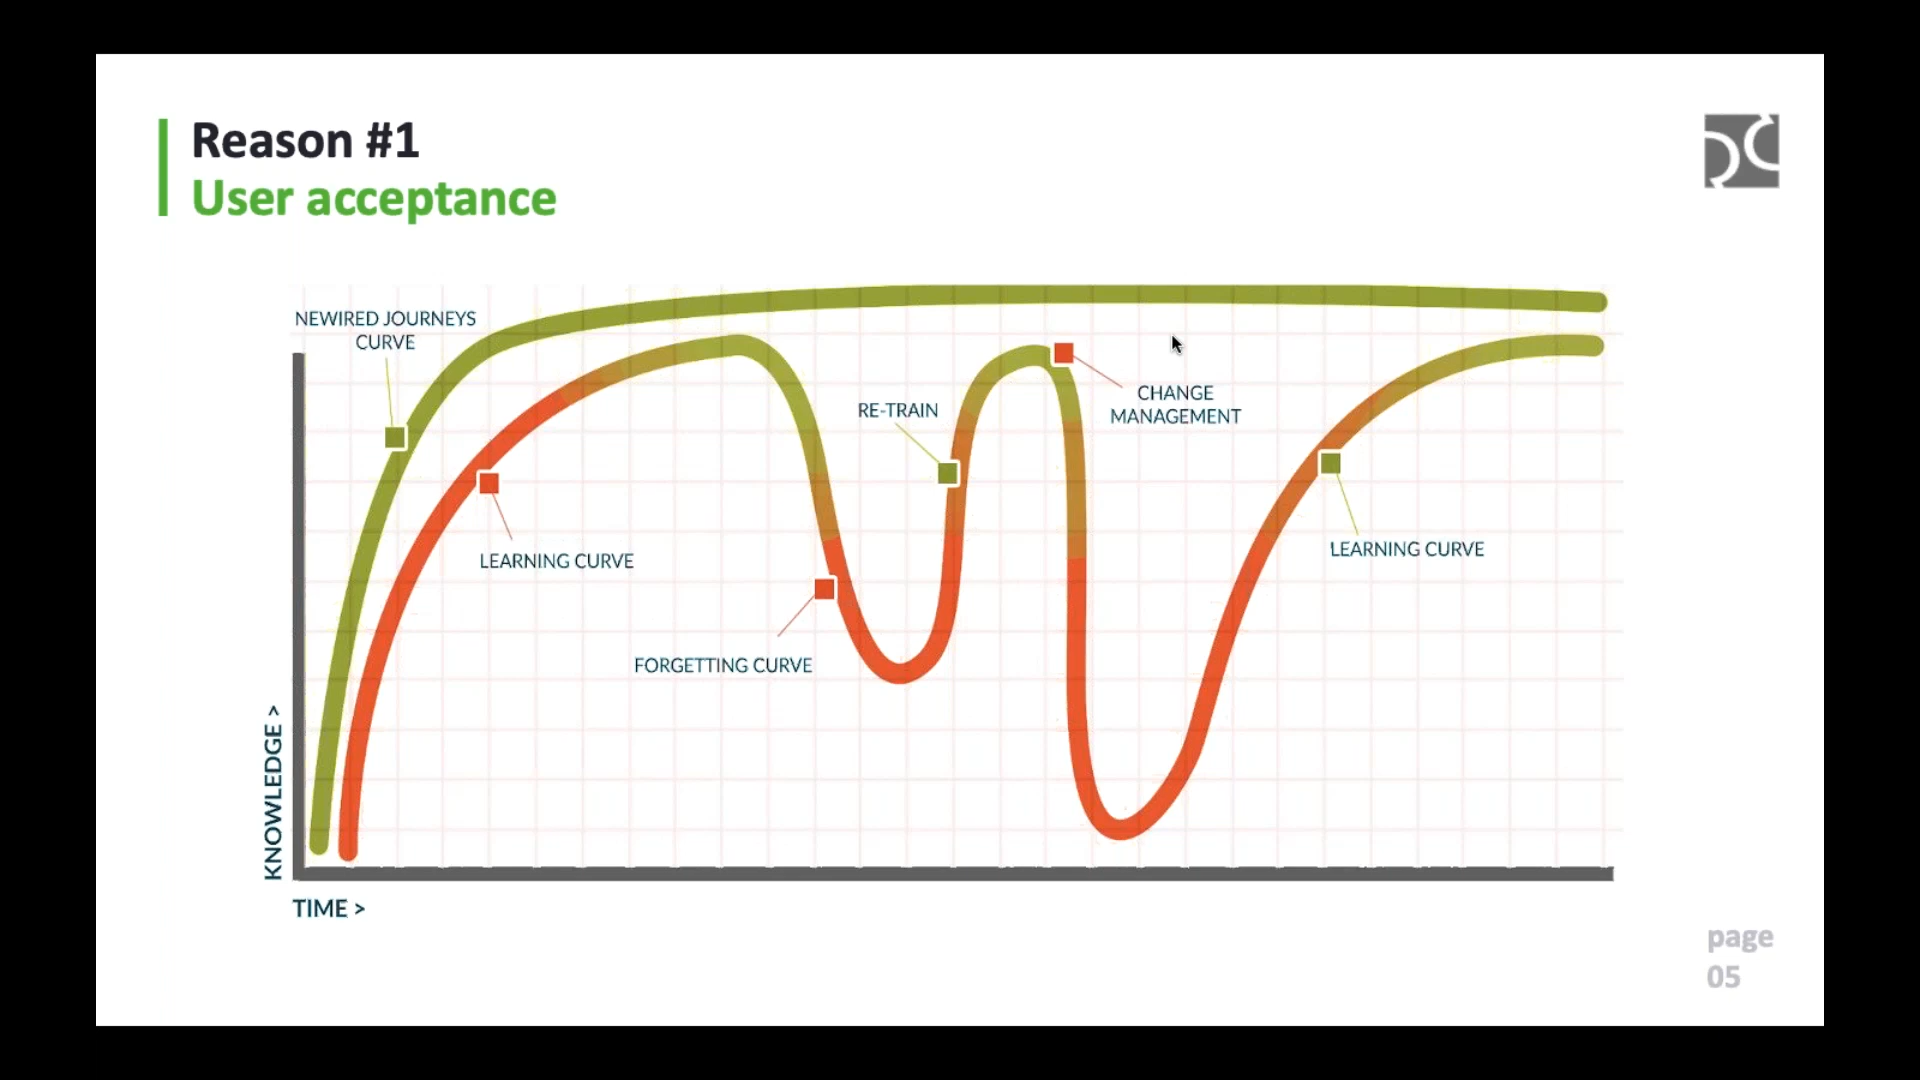 Reason #1
User acceptance
NEWIRED JOURNEYS
CURVE
LEARNING CURVE
FORGETTING CURVE
RE-TRAIN
CHANGE
MANAGEMENT
LEARNING CURVE
KNOWLEDGE >
TIME >
page
05